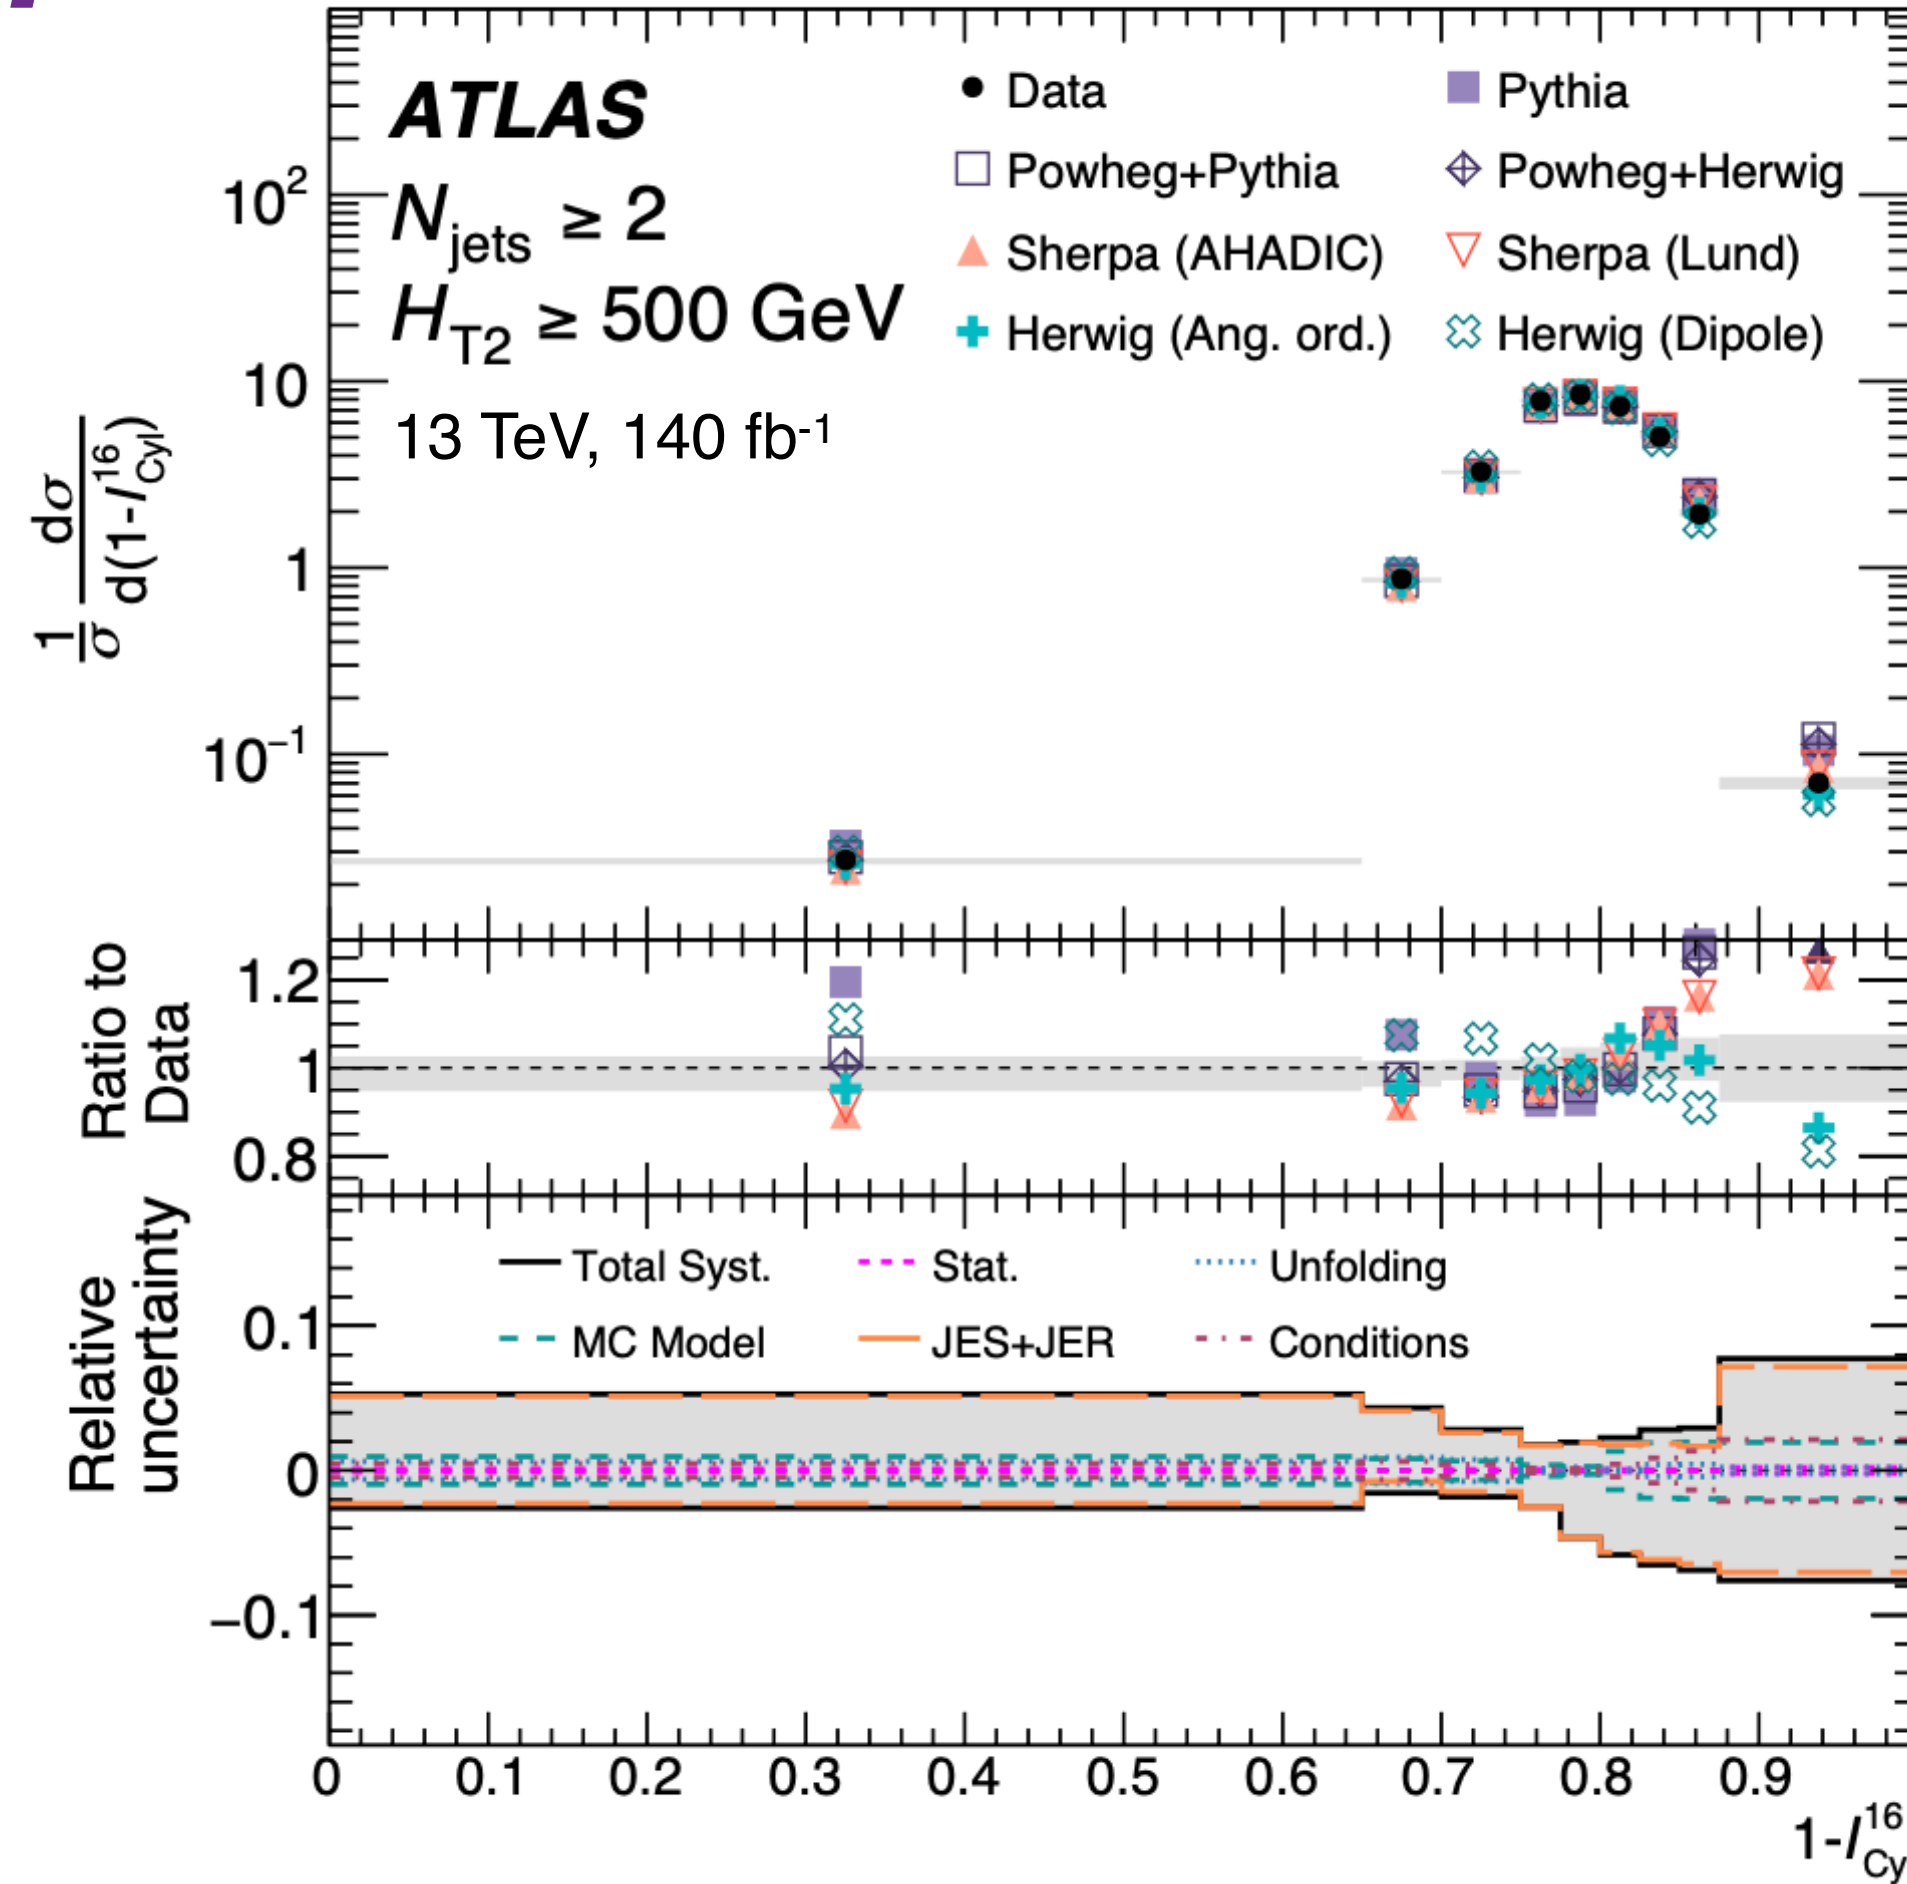 ATLAS
N_jets ≥ 2
H_T2 ≥ 500 GeV
13 TeV, 140 fb⁻¹
Data
Pythia
Powheg+Pythia
Powheg+Herwig
Sherpa (AHADIC)
Sherpa (Lund)
Herwig (Ang. ord.)
Herwig (Dipole)
1/σ dσ/d(1-I_Cyl^16)
10²
10
1
10⁻¹
Ratio to
Data
1.2
1
0.8
Relative
uncertainty
Total Syst.
Stat.
Unfolding
MC Model
JES+JER
Conditions
0.1
0
−0.1
0 0.1 0.2 0.3 0.4 0.5 0.6 0.7 0.8 0.9
1-I_Cy^16